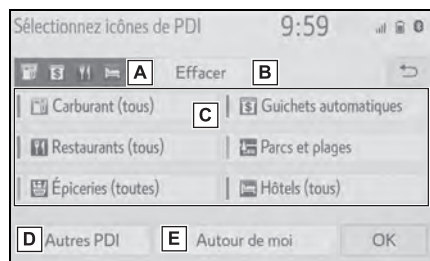 Sélectionnez icônes de PDI 9:59
A Effacer B
Carburant (tous) C Guichets automatiques
Restaurants (tous) Parcs et plages
Épiceries (toutes) Hôtels (tous)
D Autres PDI E Autour de moi OK